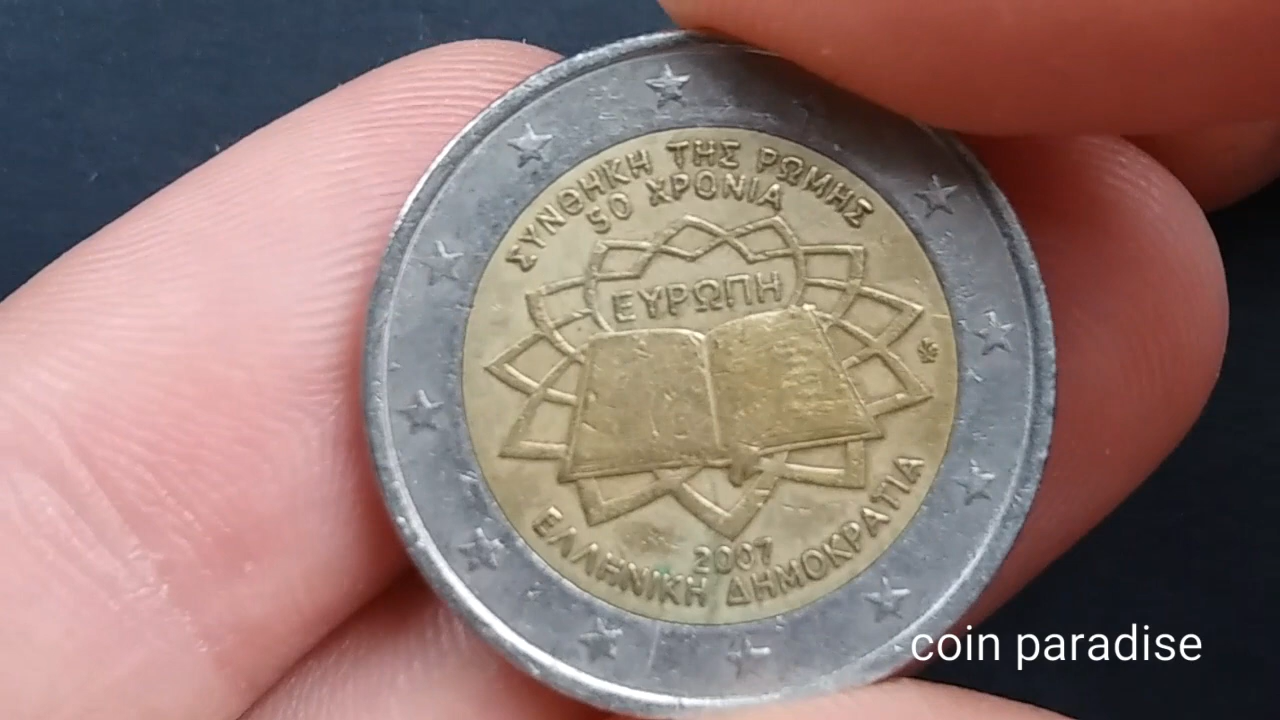 ΣΥΝΘΗΚΗ ΤΗΣ ΡΩΜΗΣ
50 ΧΡΟΝΙΑ
ΕΥΡΩΠΗ
2007
ΕΛΛΗΝΙΚΗ ΔΗΜΟΚΡΑΤΙΑ
coin paradise